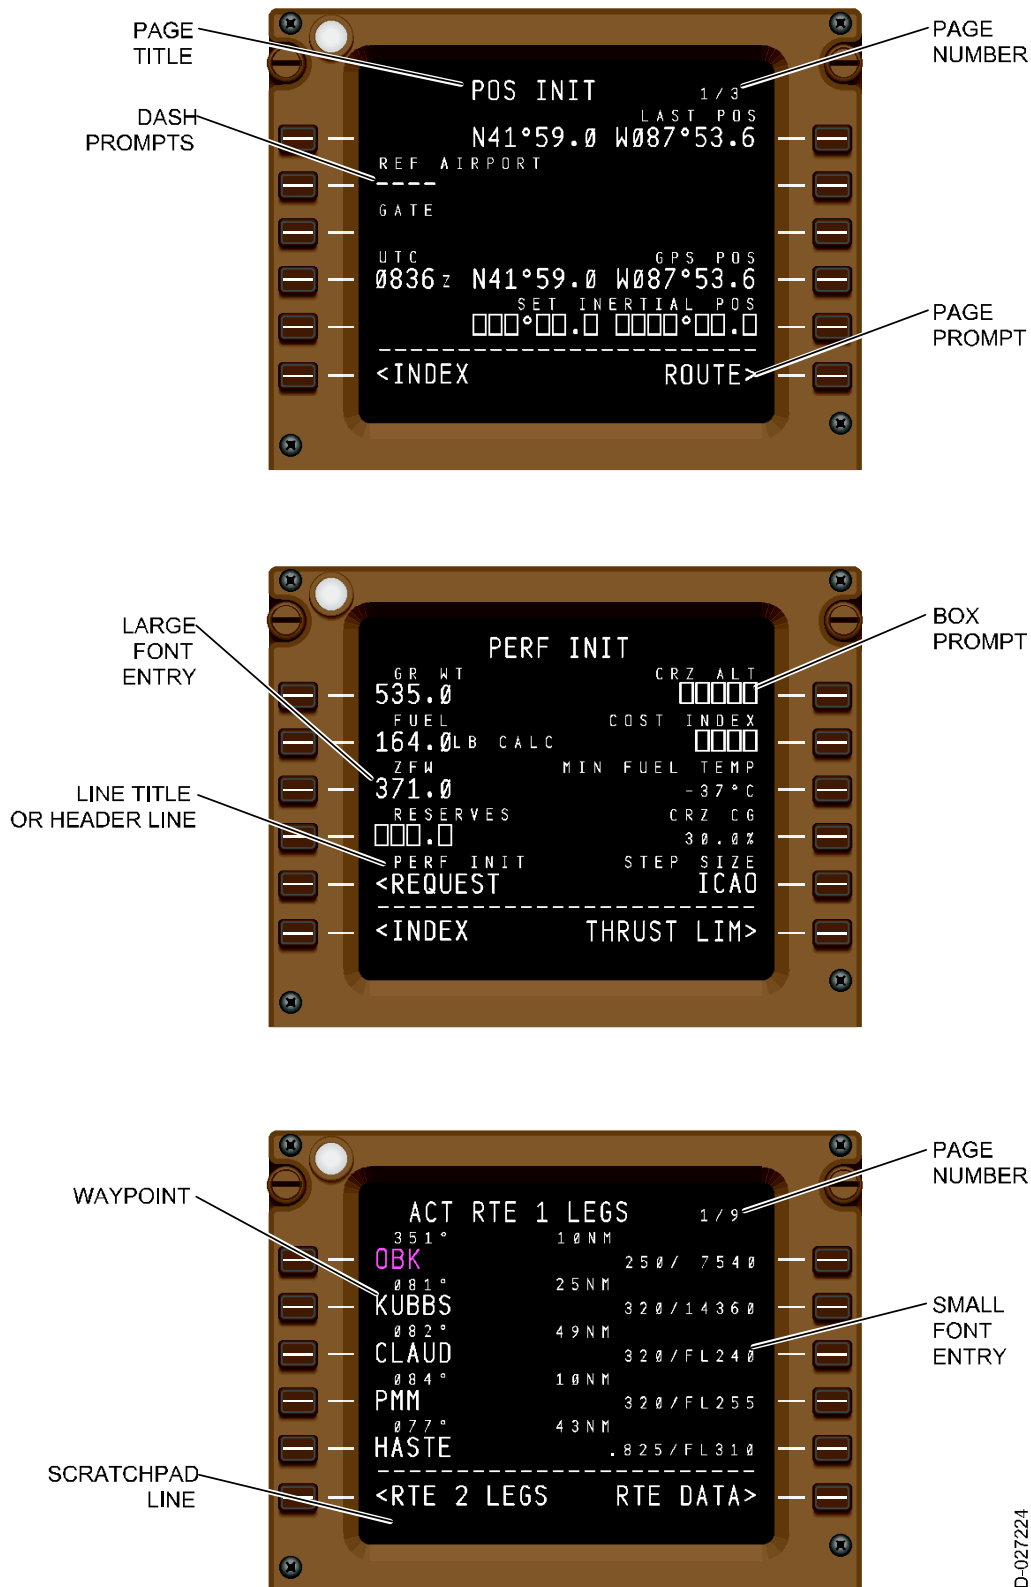 PAGE
TITLE
PAGE
NUMBER
DASH
PROMPTS
POS INIT 1/3
LAST POS
N41°59.0 W087°53.6
REF AIRPORT
----
GATE
UTC GPS POS
0836z N41°59.0 W087°53.6
SET INERTIAL POS
□□□°□□.□ □□□□°□□.□
<INDEX ROUTE>
PAGE
PROMPT
LARGE
FONT
ENTRY
BOX
PROMPT
PERF INIT
GR WT CRZ ALT
535.0 □□□□□
FUEL COST INDEX
164.0LB CALC □□□□
ZFW MIN FUEL TEMP
371.0 -37°C
RESERVES CRZ CG
□□□.□ 30.0%
PERF INIT STEP SIZE
<REQUEST ICAO
<INDEX THRUST LIM>
LINE TITLE
OR HEADER LINE
PAGE
NUMBER
WAYPOINT
ACT RTE 1 LEGS 1/9
351° 10NM
OBK 250/ 7540
081° 25NM
KUBBS 320/14360
082° 49NM
CLAUD 320/FL240
084° 10NM
PMM 320/FL255
077° 43NM
HASTE .825/FL310
<RTE 2 LEGS RTE DATA>
SMALL
FONT
ENTRY
SCRATCHPAD
LINE
D-027224